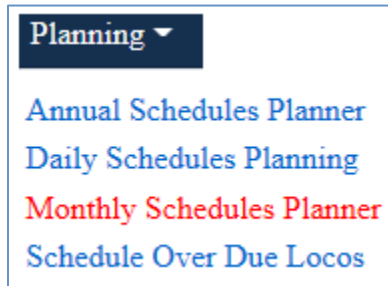 Planning
Annual Schedules Planner
Daily Schedules Planning
Monthly Schedules Planner
Schedule Over Due Locos